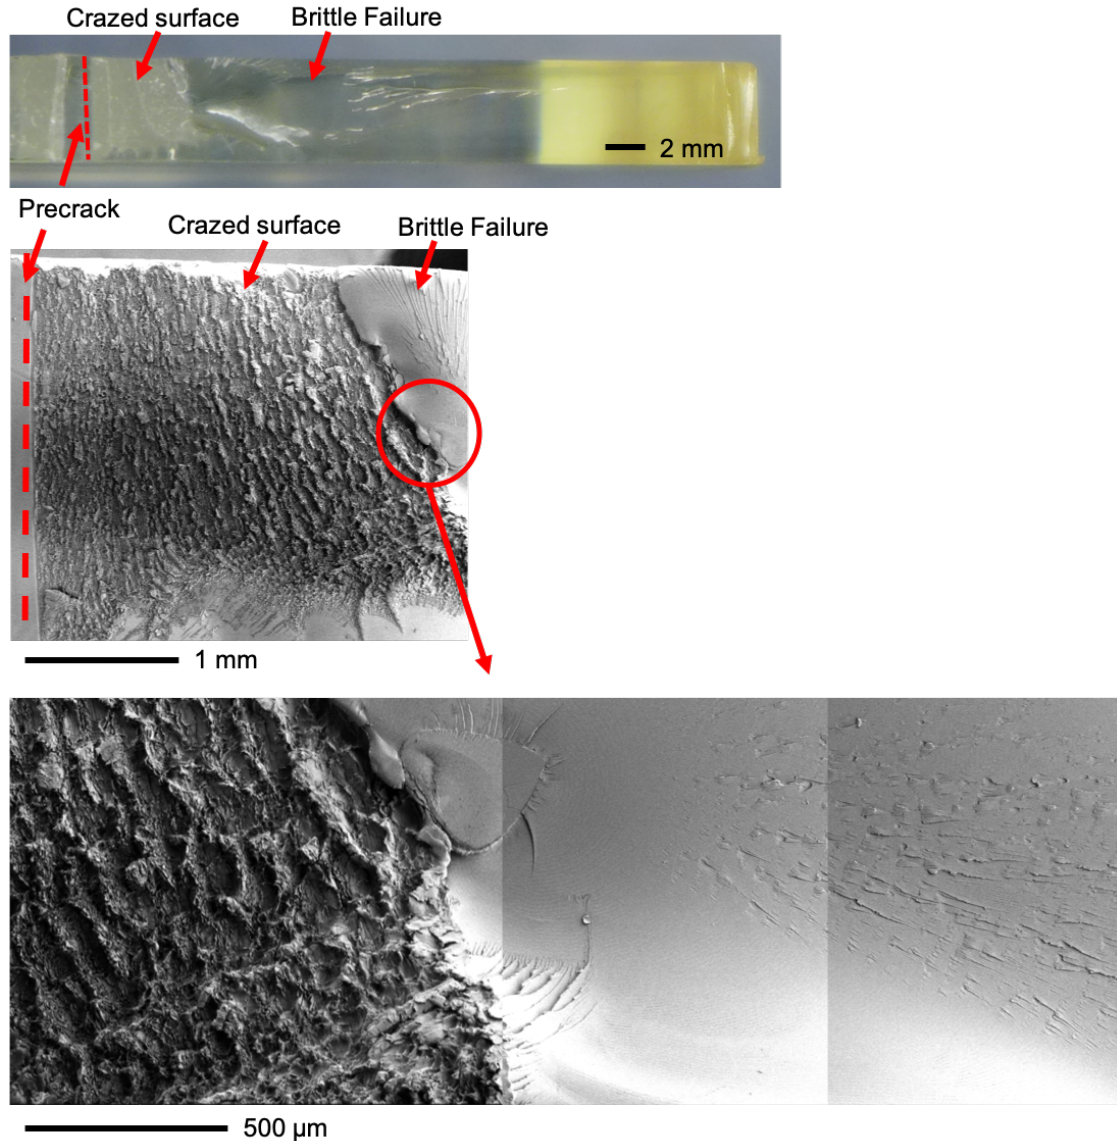 Crazed surface
Brittle Failure
2 mm
Precrack
Crazed surface
Brittle Failure
1 mm
500 µm